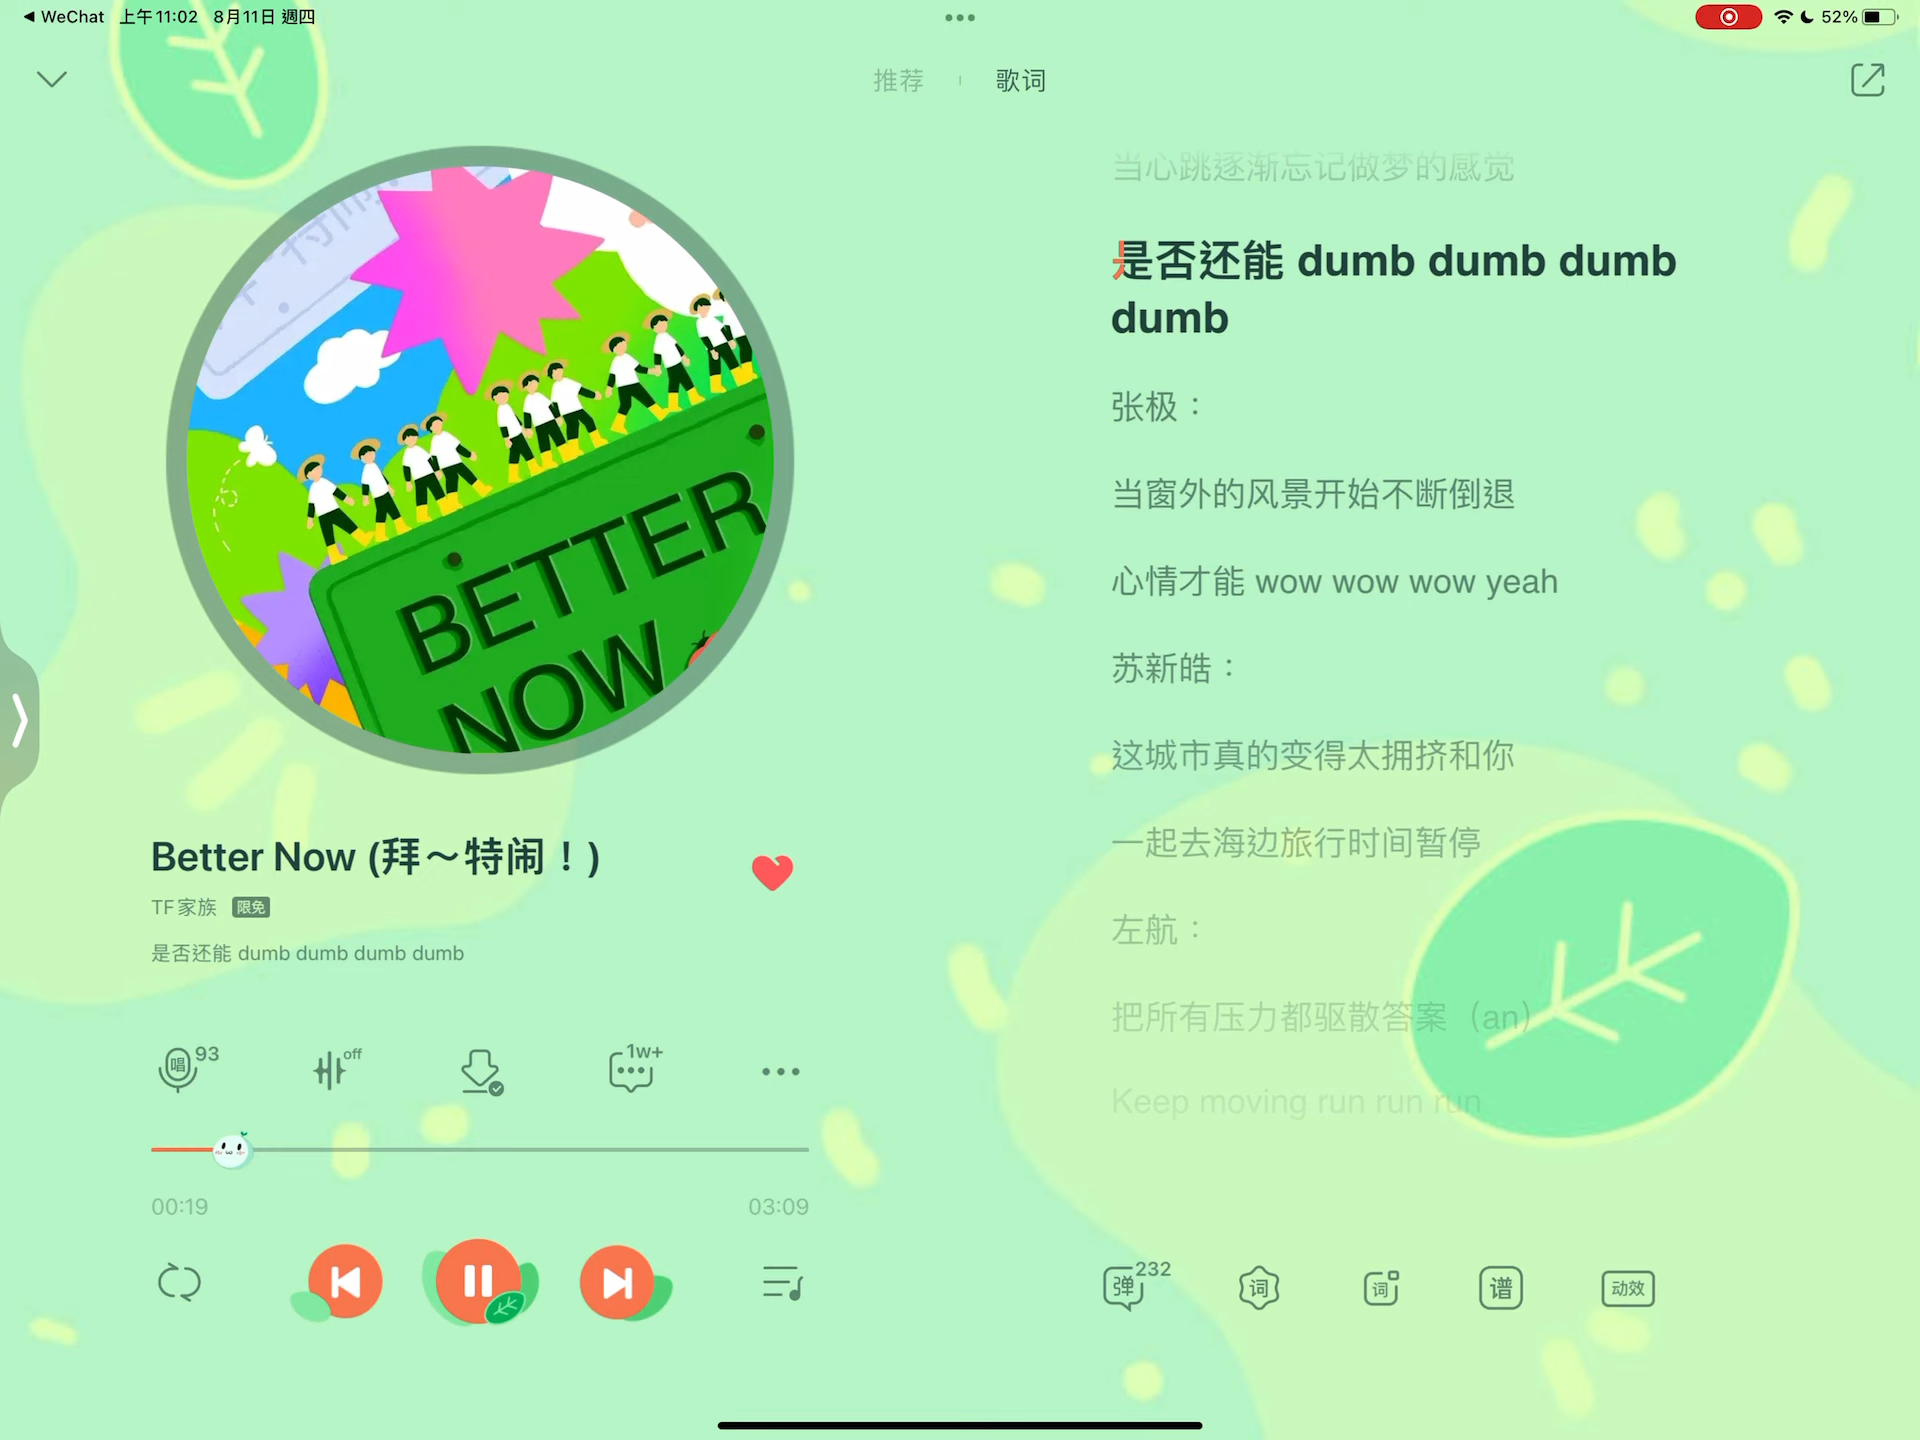 WeChat 上午11:02 8月11日 週四
52%
推荐
歌词
BETTER
NOW
Better Now (拜～特闹！)
TF家族 限免
是否还能 dumb dumb dumb dumb
唱 93
off
1w+
00:19
03:09
当心跳逐渐忘记做梦的感觉
是否还能 dumb dumb dumb
dumb
张极：
当窗外的风景开始不断倒退
心情才能 wow wow wow yeah
苏新皓：
这城市真的变得太拥挤和你
一起去海边旅行时间暂停
左航：
把所有压力都驱散答案（an）
Keep moving run run run
弹 232
词
词
谱
动效